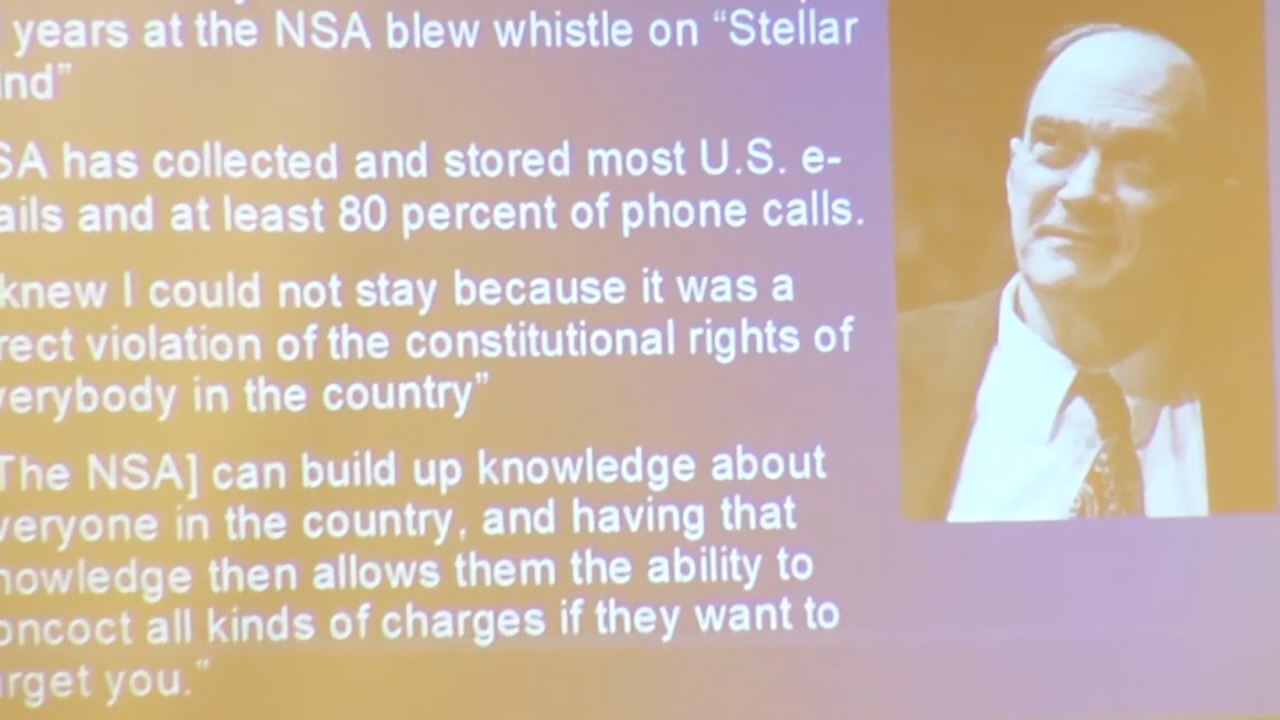 years at the NSA blew whistle on “Stellar
ind”
SA has collected and stored most U.S. e-
ails and at least 80 percent of phone calls.
knew I could not stay because it was a
rect violation of the constitutional rights of
verybody in the country”
The NSA] can build up knowledge about
veryone in the country, and having that
nowledge then allows them the ability to
oncoct all kinds of charges if they want to
arget you.”